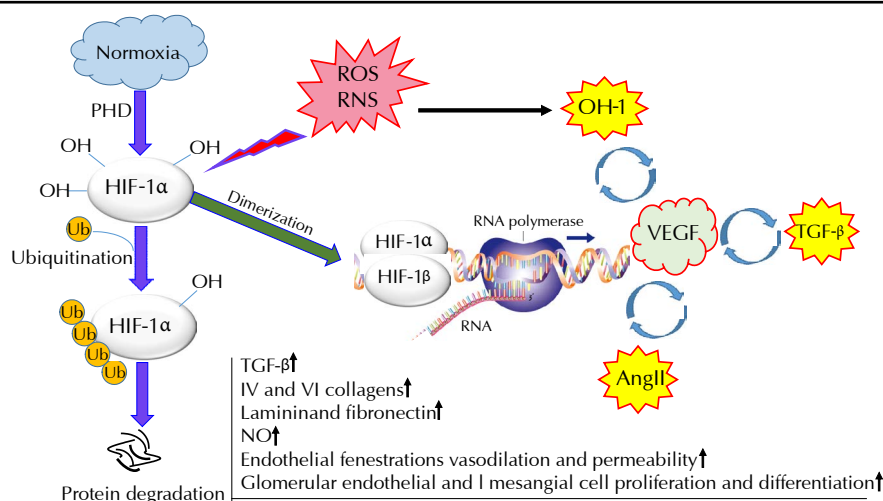 Normoxia
PHD
ROS
RNS
OH-1
OH
OH
OH
HIF-1α
Dimerization
Ub
Ubiquitination
HIF-1α
HIF-1β
RNA polymerase
5'
RNA
VEGF
TGF-β
AngII
OH
HIF-1α
Ub
Ub
Ub
Ub
Protein degradation
TGF-β
IV and VI collagens
Lamininand fibronectin
NO
Endothelial fenestrations vasodilation and permeability
Glomerular endothelial and l mesangial cell proliferation and differentiation